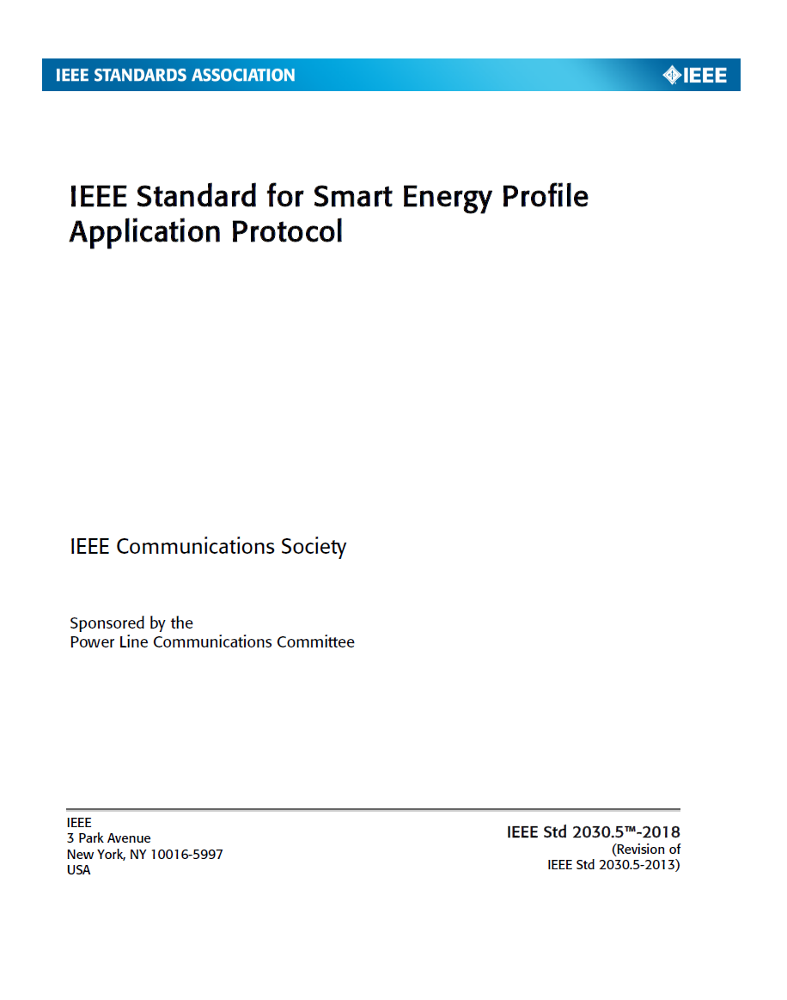 IEEE STANDARDS ASSOCIATION
IEEE
IEEE Standard for Smart Energy Profile
Application Protocol
IEEE Communications Society
Sponsored by the
Power Line Communications Committee
IEEE
3 Park Avenue
New York, NY 10016-5997
USA
IEEE Std 2030.5™-2018
(Revision of
IEEE Std 2030.5-2013)